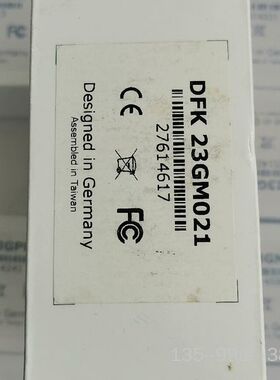 DFK 23GM021
27614617
CE
FC
Designed in Germany
Assembled in Taiwan